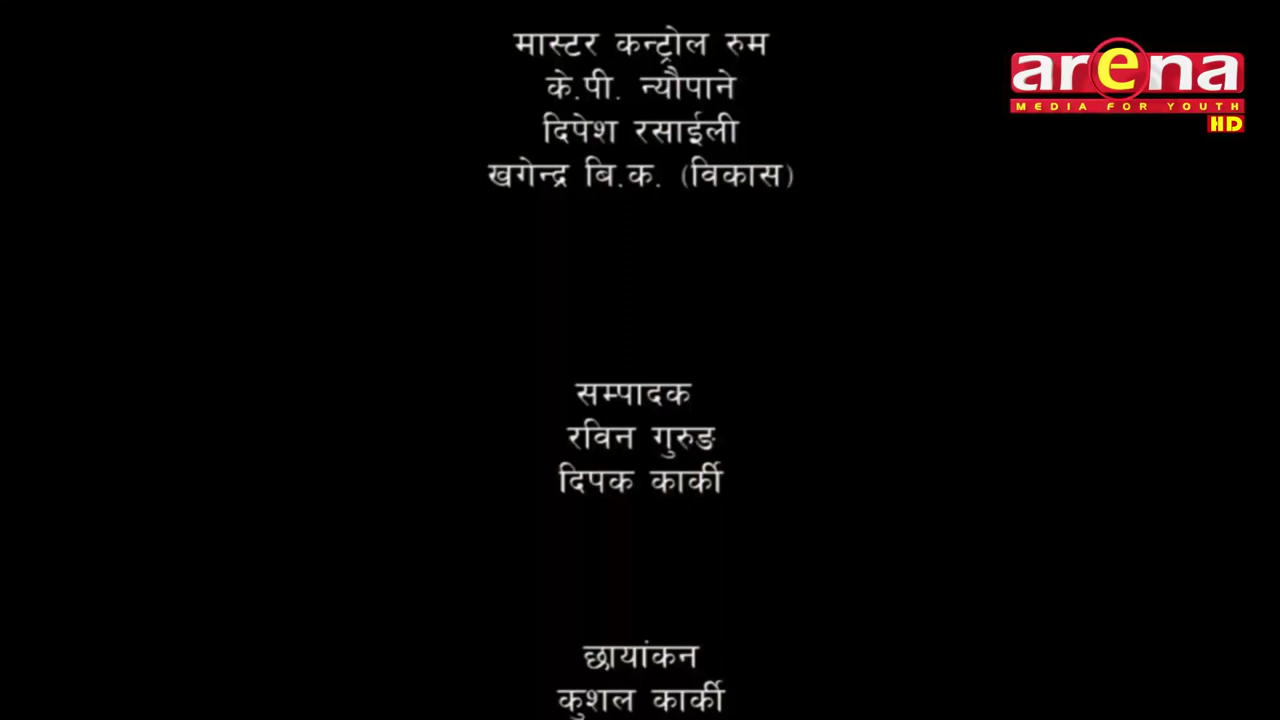 मास्टर कन्ट्रोल रुम
के.पी. न्यौपाने
दिपेश रसाईली
खगेन्द्र बि.क. (विकास)
arena
MEDIA FOR YOUTH
HD
सम्पादक
रविन गुरुङ
दिपक कार्की
छायांकन
कुशल कार्की